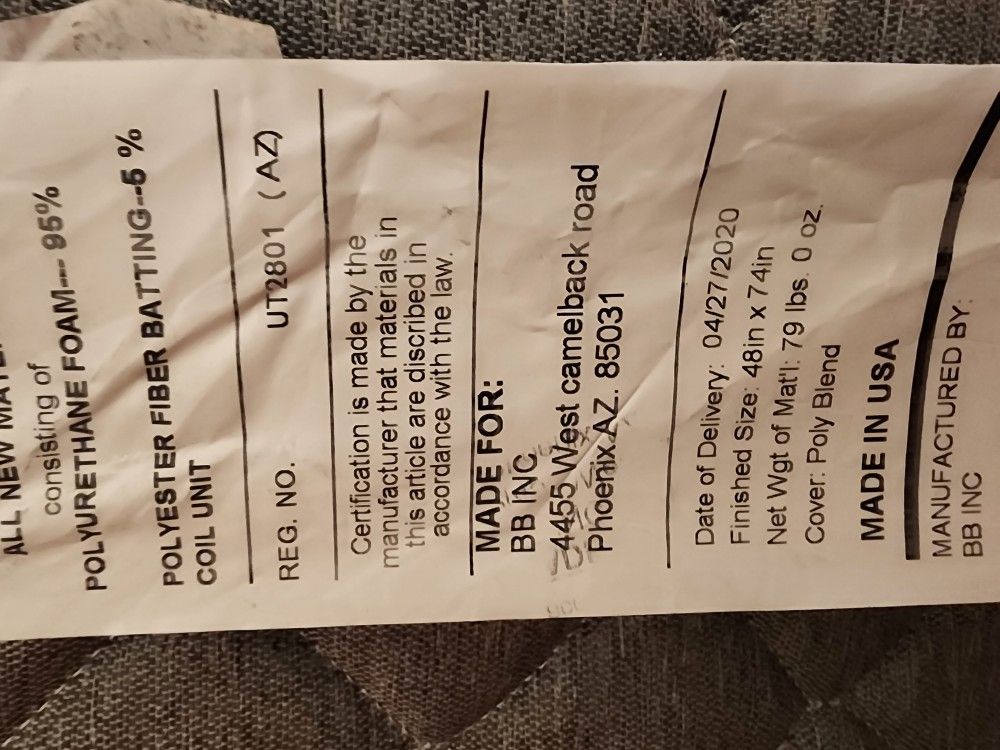 ALL NEW MATE
consisting of
POLYURETHANE FOAM--- 95%
POLYESTER FIBER BATTING--5 %
COIL UNIT
REG. NO. UT2801 (AZ)
Certification is made by the
manufacturer that materials in
this article are discribed in
accordance with the law.
MADE FOR:
BB INC
4455 West camelback road
Phoenix AZ. 85031
Date of Delivery: 04/27/2020
Finished Size: 48in x 74in
Net Wgt of Mat'l: 79 lbs. 0 oz.
Cover: Poly Blend
MADE IN USA
MANUFACTURED BY:
BB INC